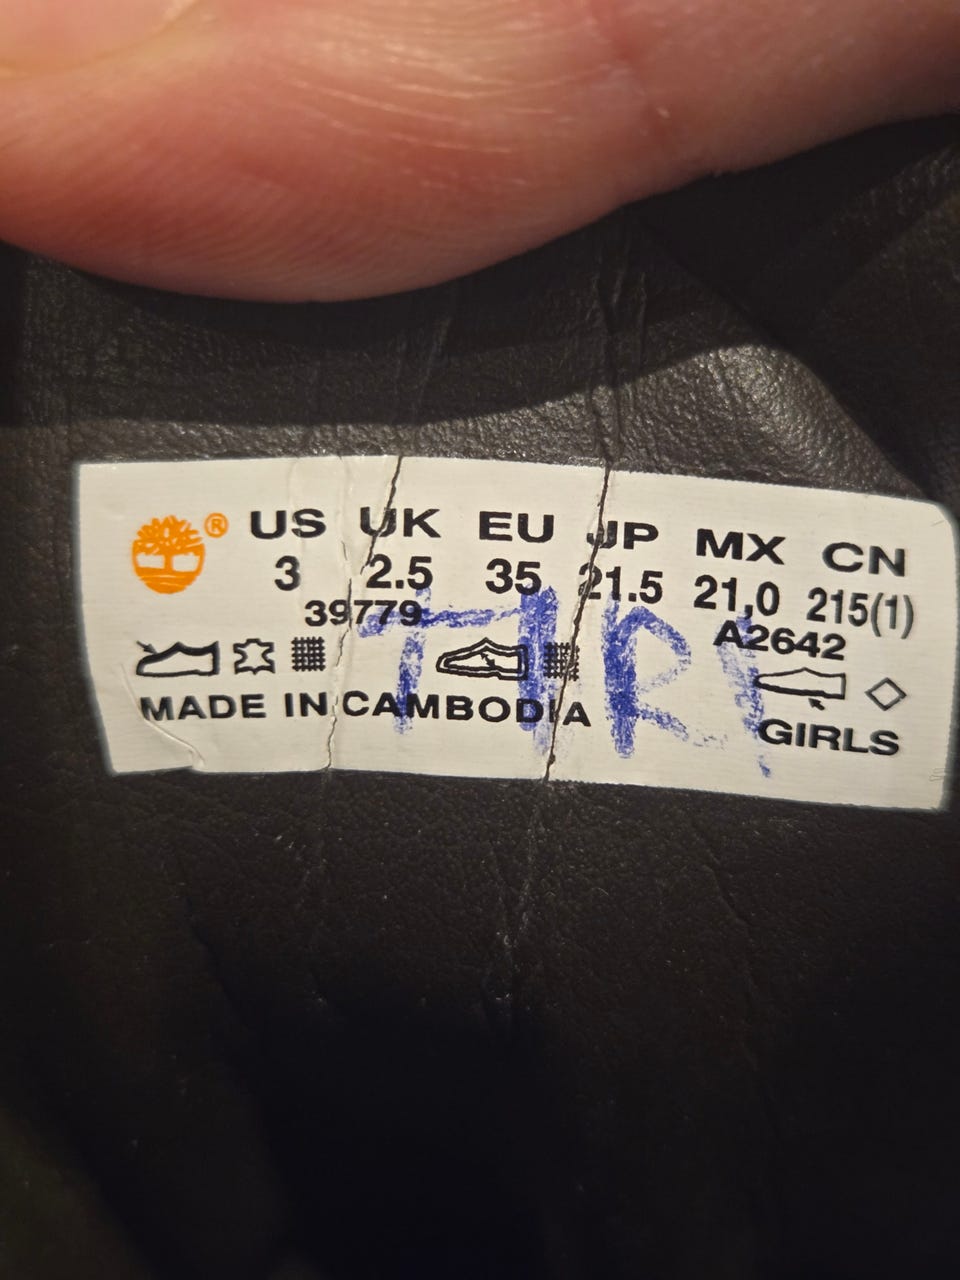 ® US UK EU JP MX CN
3 2.5 35 21.5 21,0 215(1)
39779 A2642
MADE IN CAMBODIA GIRLS